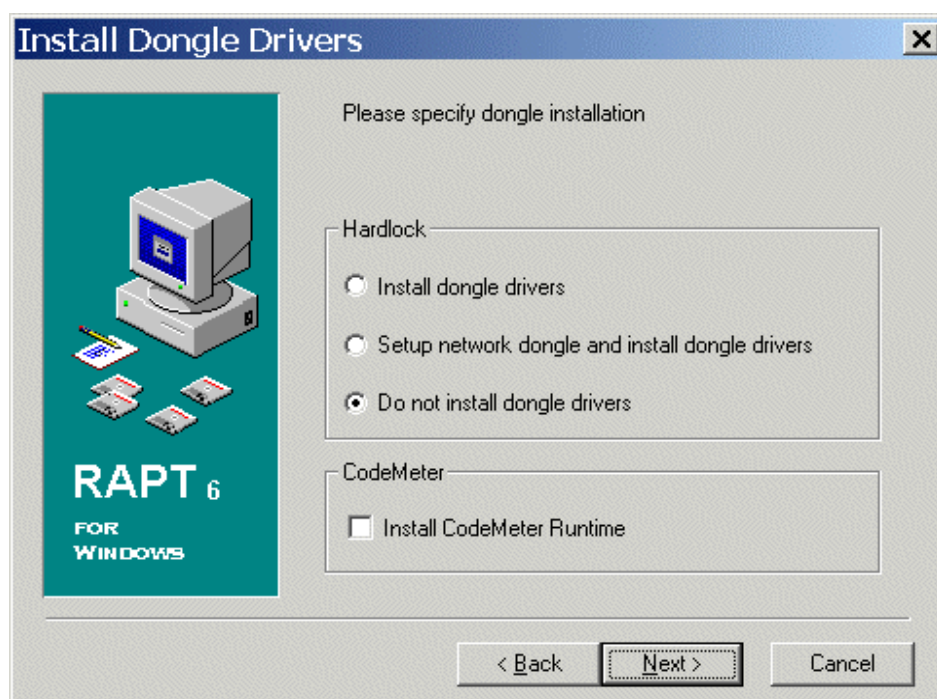 Install Dongle Drivers
Please specify dongle installation
Hardlock
Install dongle drivers
Setup network dongle and install dongle drivers
Do not install dongle drivers
CodeMeter
Install CodeMeter Runtime
RAPT 6
FOR
WINDOWS
< Back
Next >
Cancel